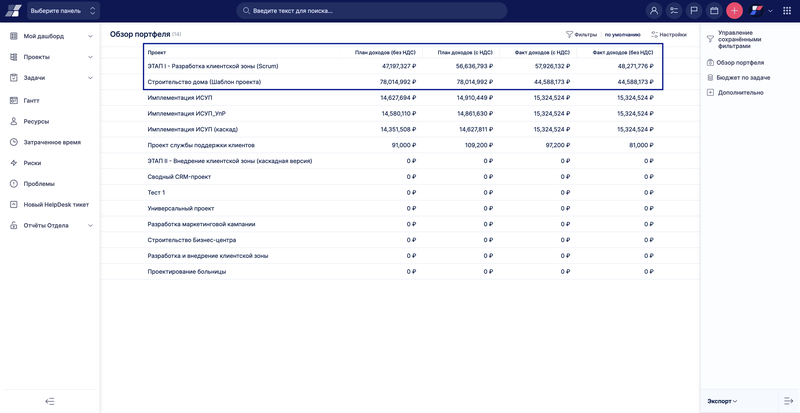 Выберите панель
Введите текст для поиска...
Мой дашборд
Проекты
Задачи
Гантт
Ресурсы
Затраченное время
Риски
Проблемы
Новый HelpDesk тикет
Отчёты Отдела
Обзор портфеля (14)
Фильтры по умолчанию Настройки
Проект План доходов (без НДС) План доходов (с НДС) Факт доходов (с НДС) Факт доходов (без НДС)
ЭТАП I - Разработка клиентской зоны (Scrum) 47,197,327 ₽ 56,636,793 ₽ 57,926,132 ₽ 48,271,776 ₽
Строительство дома (Шаблон проекта) 78,014,992 ₽ 78,014,992 ₽ 44,588,173 ₽ 44,588,173 ₽
Имплементация ИСУП 14,627,694 ₽ 14,910,449 ₽ 15,324,524 ₽ 15,324,524 ₽
Имплементация ИСУП_УпР 14,580,110 ₽ 14,861,630 ₽ 15,324,524 ₽ 15,324,524 ₽
Имплементация ИСУП (каскад) 14,351,508 ₽ 14,627,811 ₽ 15,324,524 ₽ 15,324,524 ₽
Проект службы поддержки клиентов 91,000 ₽ 109,200 ₽ 97,200 ₽ 81,000 ₽
ЭТАП II - Внедрение клиентской зоны (каскадная версия) 0 ₽ 0 ₽ 0 ₽ 0 ₽
Сводный CRM-проект 0 ₽ 0 ₽ 0 ₽ 0 ₽
Тест 1 0 ₽ 0 ₽ 0 ₽ 0 ₽
Универсальный проект 0 ₽ 0 ₽ 0 ₽ 0 ₽
Разработка маркетинговой кампании 0 ₽ 0 ₽ 0 ₽ 0 ₽
Строительство Бизнес-центра 0 ₽ 0 ₽ 0 ₽ 0 ₽
Разработка и внедрение клиентской зоны 0 ₽ 0 ₽ 0 ₽ 0 ₽
Проектирование больницы 0 ₽ 0 ₽ 0 ₽ 0 ₽
Управление
сохранёнными
фильтрами
Обзор портфеля
Бюджет по задаче
Дополнительно
Экспорт